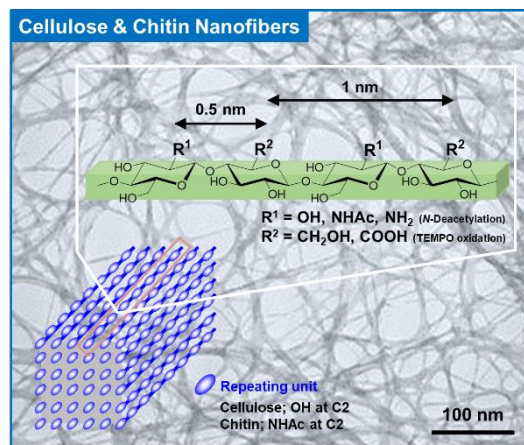 Cellulose & Chitin Nanofibers
1 nm
0.5 nm
R¹ R² R¹ R²
HO O HO O HO O HO O
O HO OH O O HO OH O
HO HO
R¹ = OH, NHAc, NH₂ (N-Deacetylation)
R² = CH₂OH, COOH (TEMPO oxidation)
Repeating unit
Cellulose; OH at C2
Chitin; NHAc at C2
100 nm